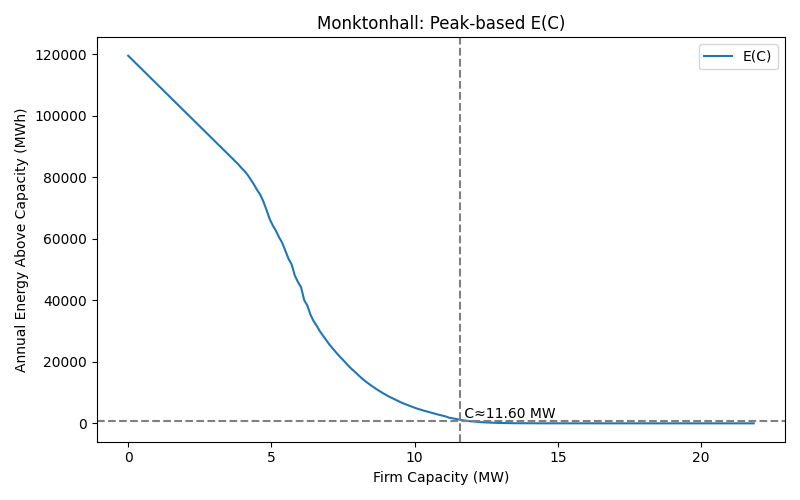 Monktonhall: Peak-based E(C)
E(C)
Annual Energy Above Capacity (MWh)
120000
100000
80000
60000
40000
20000
0
C≈11.60 MW
0 5 10 15 20
Firm Capacity (MW)